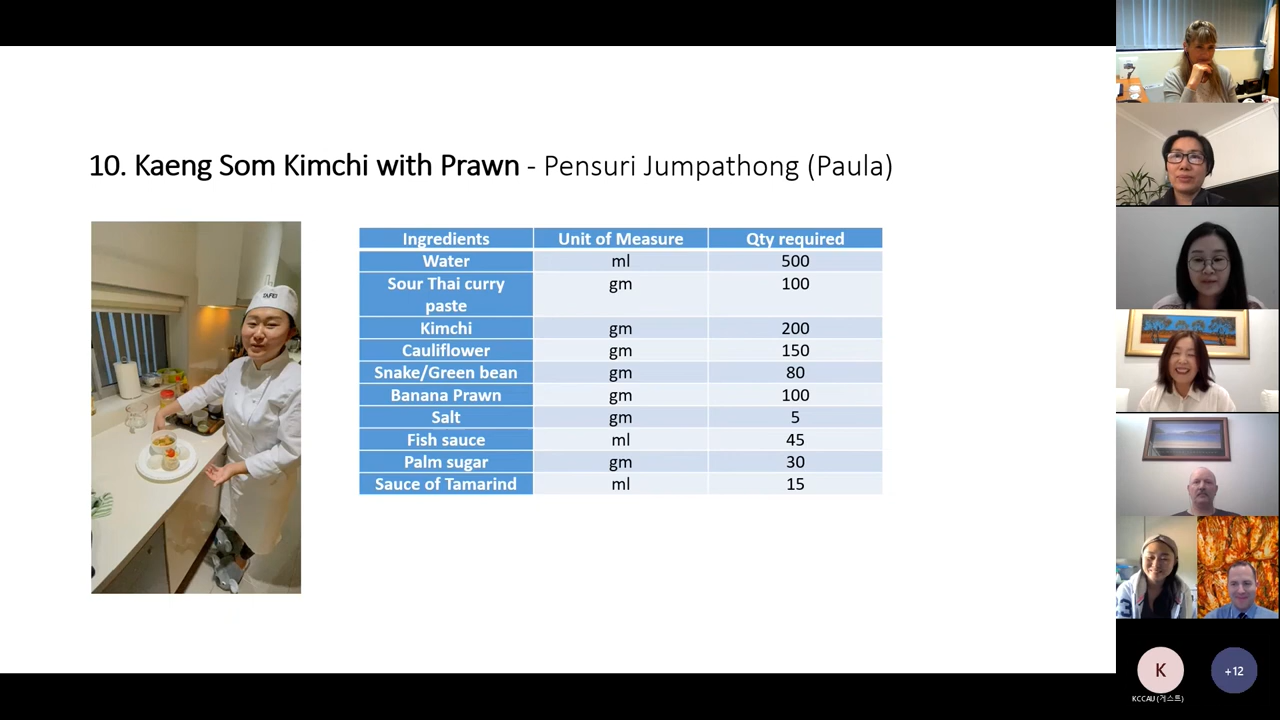 10. Kaeng Som Kimchi with Prawn - Pensuri Jumpathong (Paula)
Ingredients Unit of Measure Qty required
Water ml 500
Sour Thai curry paste gm 100
Kimchi gm 200
Cauliflower gm 150
Snake/Green bean gm 80
Banana Prawn gm 100
Salt gm 5
Fish sauce ml 45
Palm sugar gm 30
Sauce of Tamarind ml 15
K
+12
KCCAU (게스트)